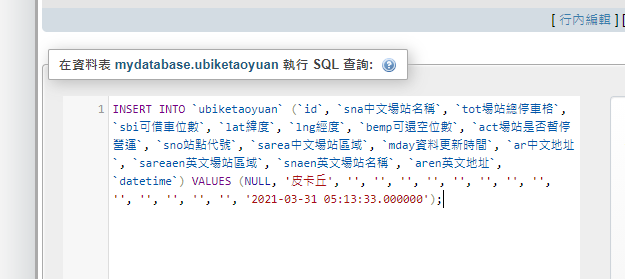 [ 行內編輯 ]
在資料表 mydatabase.ubiketaoyuan 執行 SQL 查詢:
1 INSERT INTO `ubiketaoyuan` (`id`, `sna中文場站名稱`, `tot場站總停車格`,
`sbi可借車位數`, `lat緯度`, `lng經度`, `bemp可還空位數`, `act場站是否暫停
營運`, `sno站點代號`, `sarea中文場站區域`, `mday資料更新時間`, `ar中文地址
`, `sareaen英文場站區域`, `snaen英文場站名稱`, `aren英文地址`,
`datetime`) VALUES (NULL, '皮卡丘', '', '', '', '', '', '', '', '',
'', '', '', '', '', '2021-03-31 05:13:33.000000');